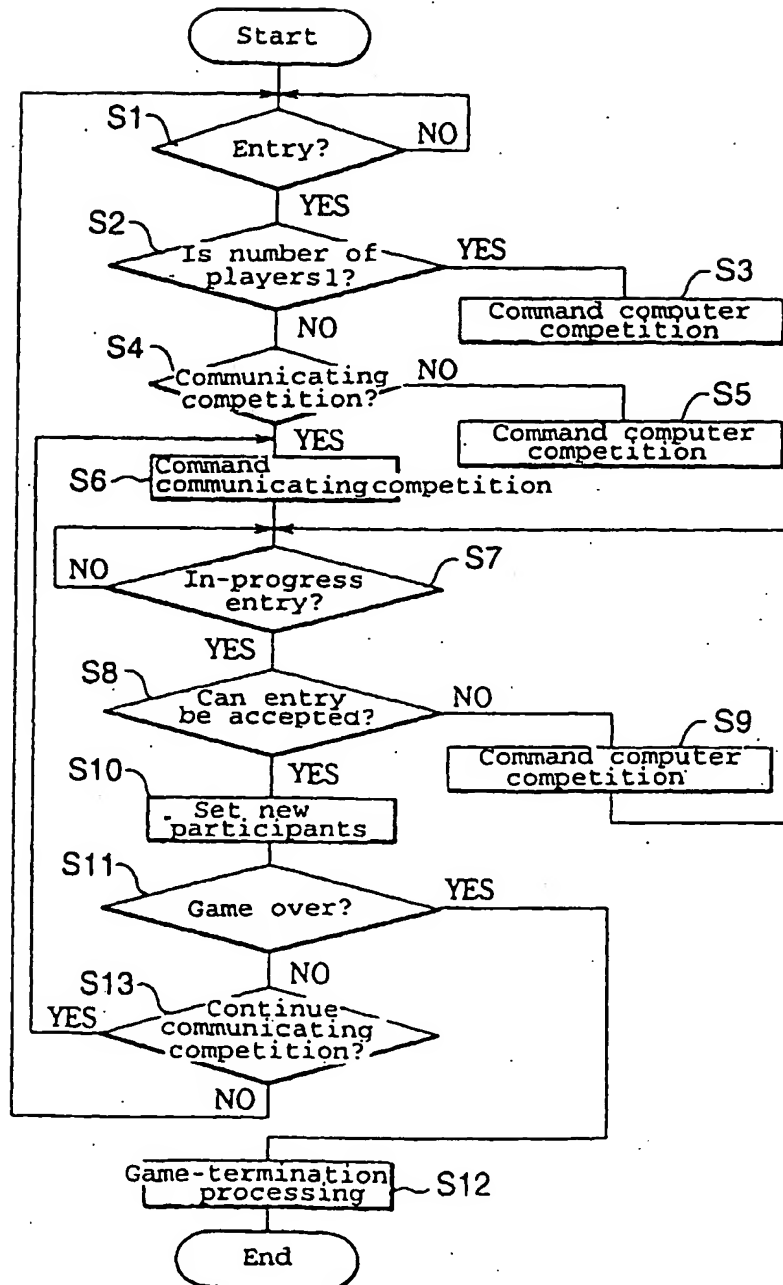 Start
S1
Entry?
NO
YES
S2
Is number of
players1?
YES
NO
S3
Command computer
competition
S4
Communicating
competition?
NO
YES
S5
Command computer
competition
S6
Command
communicating competition
S7
In-progress
entry?
NO
YES
S8
Can entry
be accepted?
NO
YES
S9
Command computer
competition
S10
Set new
participants
S11
Game over?
YES
NO
S13
Continue
communicating
competition?
YES
NO
Game-termination
processing
S12
End